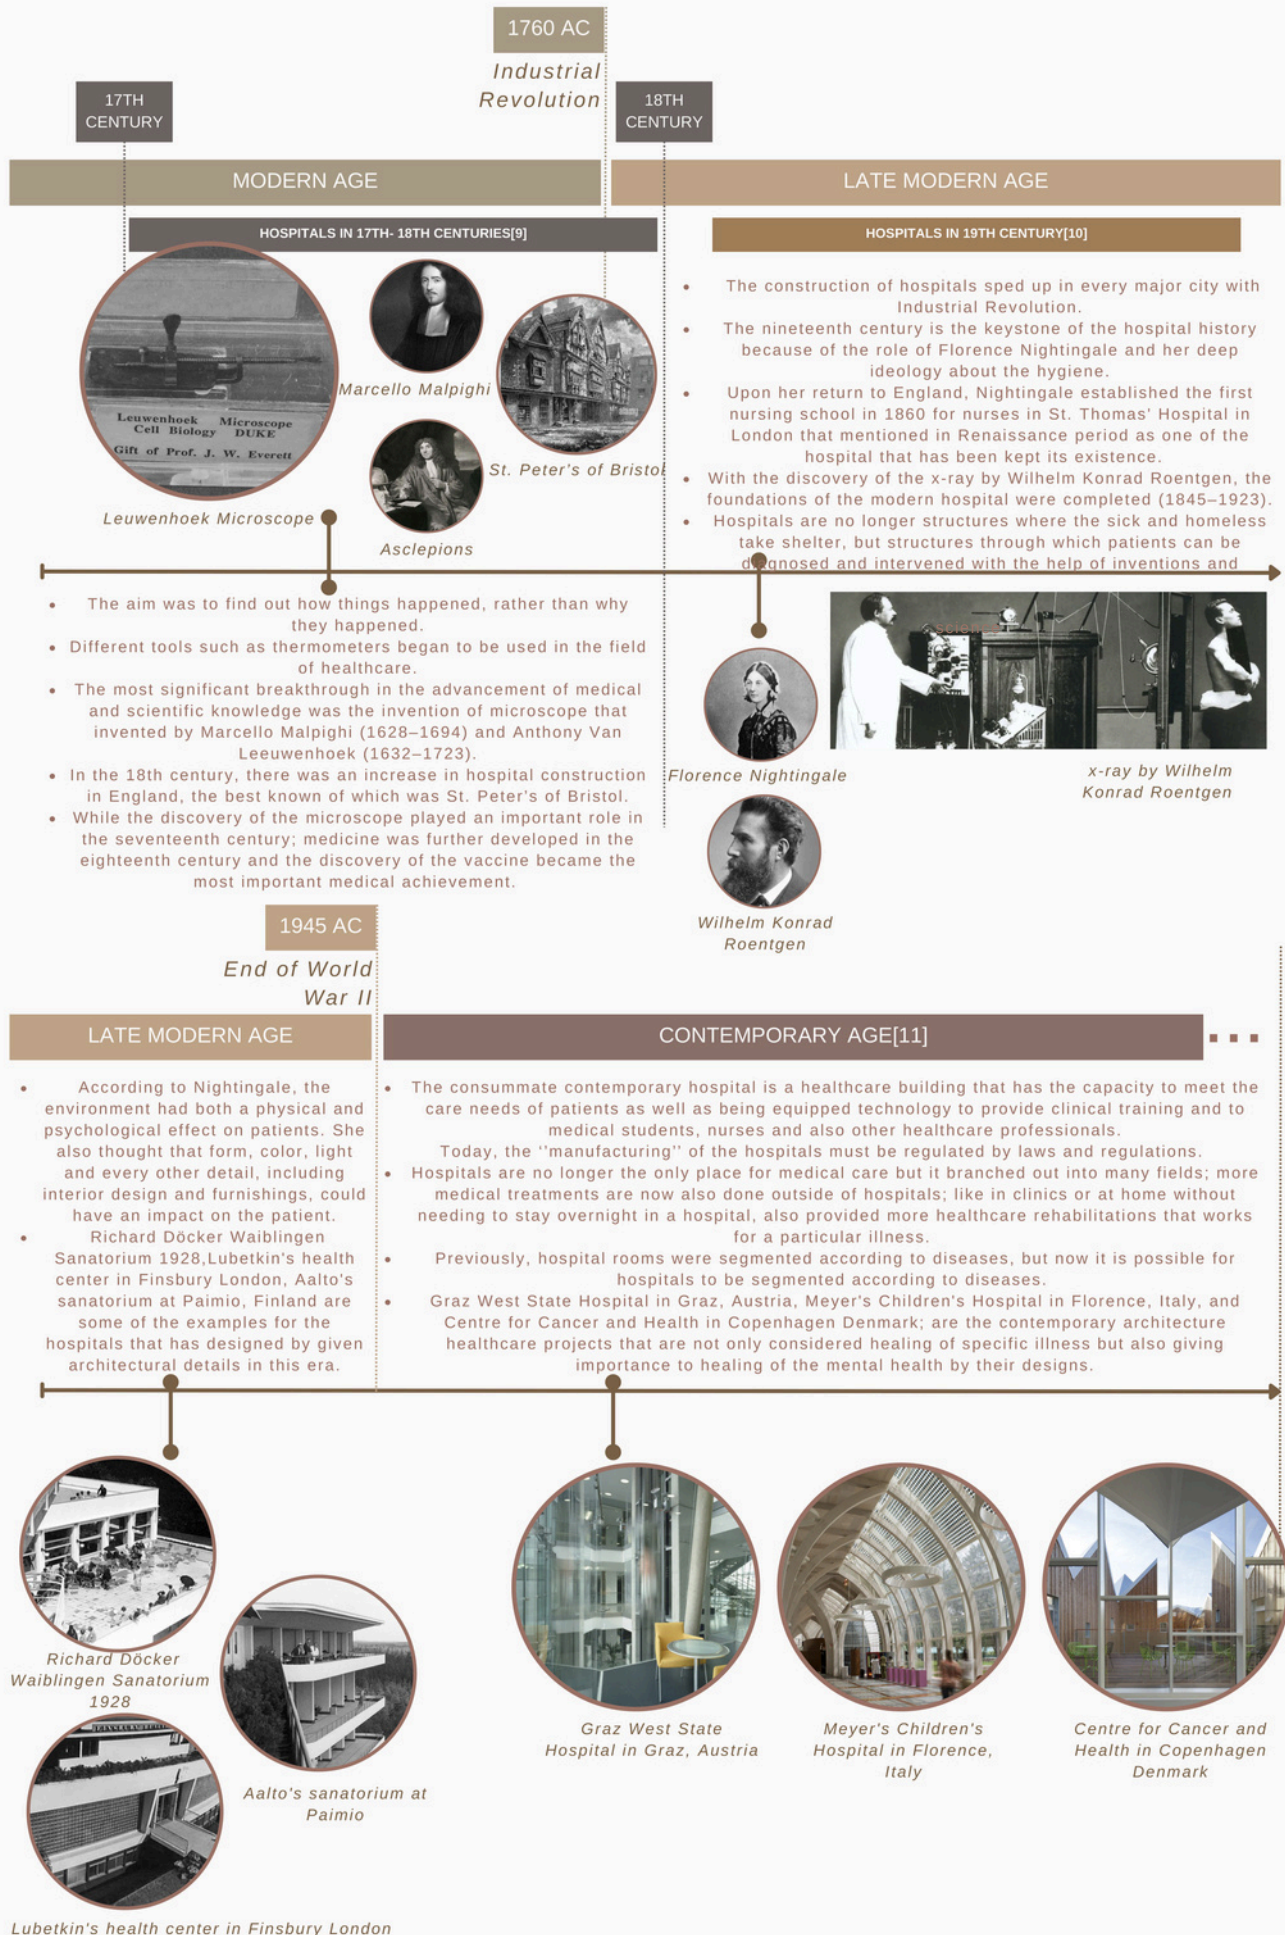 1760 AC
Industrial
Revolution
17TH
CENTURY
18TH
CENTURY
MODERN AGE
LATE MODERN AGE
HOSPITALS IN 17TH- 18TH CENTURIES[9]
HOSPITALS IN 19TH CENTURY[10]
Leuwenhoek Microscope
Cell Biology DUKE
Gift of Prof. J. W. Everett
Leuwenhoek Microscope
Marcello Malpighi
Asclepions
St. Peter's of Bristol
• The construction of hospitals sped up in every major city with
Industrial Revolution.
• The nineteenth century is the keystone of the hospital history
because of the role of Florence Nightingale and her deep
ideology about the hygiene.
• Upon her return to England, Nightingale established the first
nursing school in 1860 for nurses in St. Thomas' Hospital in
London that mentioned in Renaissance period as one of the
hospital that has been kept its existence.
• With the discovery of the x-ray by Wilhelm Konrad Roentgen, the
foundations of the modern hospital were completed (1845–1923).
• Hospitals are no longer structures where the sick and homeless
take shelter, but structures through which patients can be
diagnosed and intervened with the help of inventions and
science
• The aim was to find out how things happened, rather than why
they happened.
• Different tools such as thermometers began to be used in the field
of healthcare.
• The most significant breakthrough in the advancement of medical
and scientific knowledge was the invention of microscope that
invented by Marcello Malpighi (1628–1694) and Anthony Van
Leeuwenhoek (1632–1723).
• In the 18th century, there was an increase in hospital construction
in England, the best known of which was St. Peter's of Bristol.
• While the discovery of the microscope played an important role in
the seventeenth century; medicine was further developed in the
eighteenth century and the discovery of the vaccine became the
most important medical achievement.
Florence Nightingale
x-ray by Wilhelm
Konrad Roentgen
Wilhelm Konrad
Roentgen
1945 AC
End of World
War II
LATE MODERN AGE
CONTEMPORARY AGE[11]
• According to Nightingale, the
environment had both a physical and
psychological effect on patients. She
also thought that form, color, light
and every other detail, including
interior design and furnishings, could
have an impact on the patient.
• Richard Döcker Waiblingen
Sanatorium 1928,Lubetkin's health
center in Finsbury London, Aalto's
sanatorium at Paimio, Finland are
some of the examples for the
hospitals that has designed by given
architectural details in this era.
• The consummate contemporary hospital is a healthcare building that has the capacity to meet the
care needs of patients as well as being equipped technology to provide clinical training and to
medical students, nurses and also other healthcare professionals.
Today, the ‘’manufacturing’’ of the hospitals must be regulated by laws and regulations.
• Hospitals are no longer the only place for medical care but it branched out into many fields; more
medical treatments are now also done outside of hospitals; like in clinics or at home without
needing to stay overnight in a hospital, also provided more healthcare rehabilitations that works
for a particular illness.
• Previously, hospital rooms were segmented according to diseases, but now it is possible for
hospitals to be segmented according to diseases.
• Graz West State Hospital in Graz, Austria, Meyer's Children's Hospital in Florence, Italy, and
Centre for Cancer and Health in Copenhagen Denmark; are the contemporary architecture
healthcare projects that are not only considered healing of specific illness but also giving
importance to healing of the mental health by their designs.
Richard Döcker
Waiblingen Sanatorium
1928
Aalto's sanatorium at
Paimio
Lubetkin's health center in Finsbury London
Graz West State
Hospital in Graz, Austria
Meyer's Children's
Hospital in Florence,
Italy
Centre for Cancer and
Health in Copenhagen
Denmark